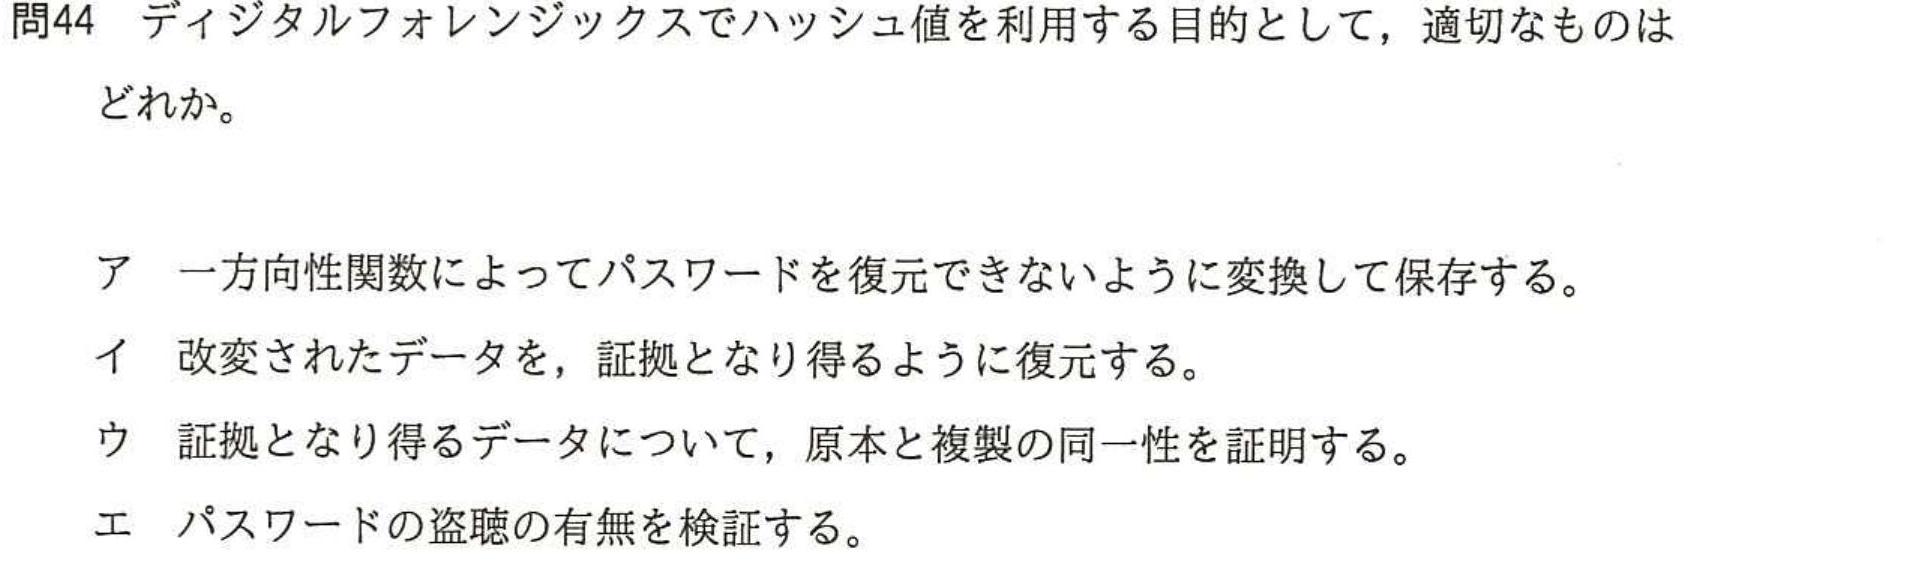 問44 ディジタルフォレンジックスでハッシュ値を利用する目的として，適切なものは
どれか。
ア 一方向性関数によってパスワードを復元できないように変換して保存する。
イ 改変されたデータを，証拠となり得るように復元する。
ウ 証拠となり得るデータについて，原本と複製の同一性を証明する。
エ パスワードの盗聴の有無を検証する。